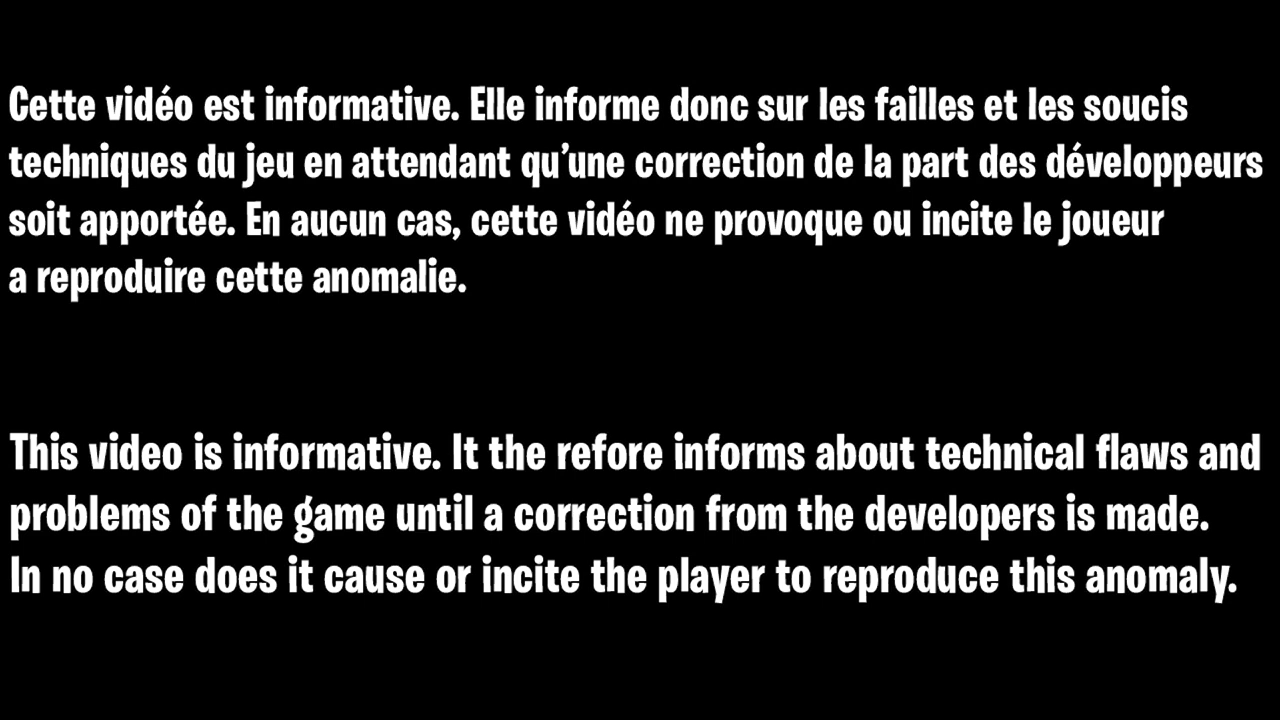 Cette vidéo est informative. Elle informe donc sur les failles et les soucis
techniques du jeu en attendant qu’une correction de la part des développeurs
soit apportée. En aucun cas, cette vidéo ne provoque ou incite le joueur
a reproduire cette anomalie.
This video is informative. It the refore informs about technical flaws and
problems of the game until a correction from the developers is made.
In no case does it cause or incite the player to reproduce this anomaly.